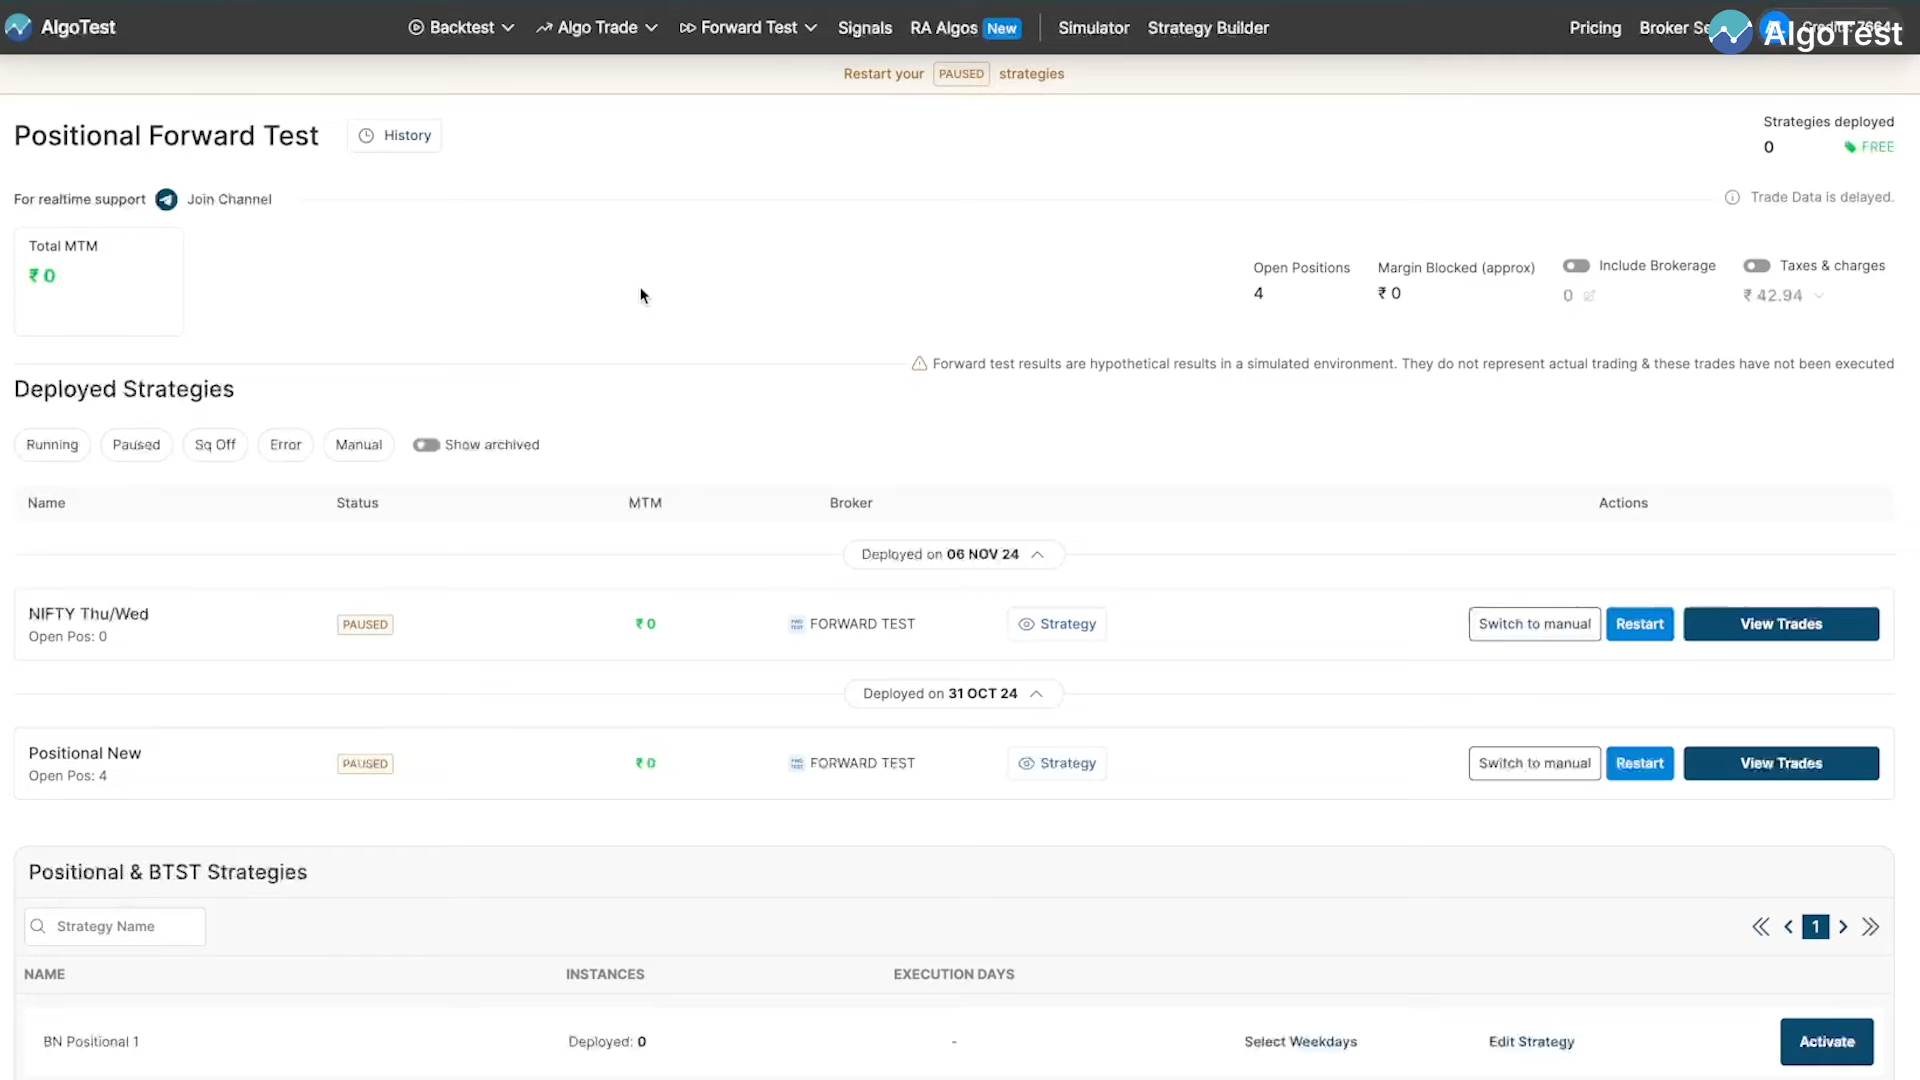 AlgoTest
Backtest
Algo Trade
Forward Test
Signals
RA Algos New
Simulator
Strategy Builder
Pricing
AlgoTest
Restart your PAUSED strategies
Positional Forward Test
History
Strategies deployed
0 FREE
For realtime support Join Channel
Trade Data is delayed.
Total MTM
₹ 0
Open Positions
4
Margin Blocked (approx)
₹ 0
Include Brokerage
0
Taxes & charges
₹ 42.94
Forward test results are hypothetical results in a simulated environment. They do not represent actual trading & these trades have not been executed
Deployed Strategies
Running Paused Sq Off Error Manual Show archived
Name Status MTM Broker Actions
Deployed on 06 NOV 24
NIFTY Thu/Wed
Open Pos: 0
PAUSED
₹ 0
FORWARD TEST
Strategy
Switch to manual
Restart
View Trades
Deployed on 31 OCT 24
Positional New
Open Pos: 4
PAUSED
₹ 0
FORWARD TEST
Strategy
Switch to manual
Restart
View Trades
Positional & BTST Strategies
Strategy Name
1
NAME INSTANCES EXECUTION DAYS
BN Positional 1 Deployed: 0 - Select Weekdays Edit Strategy Activate